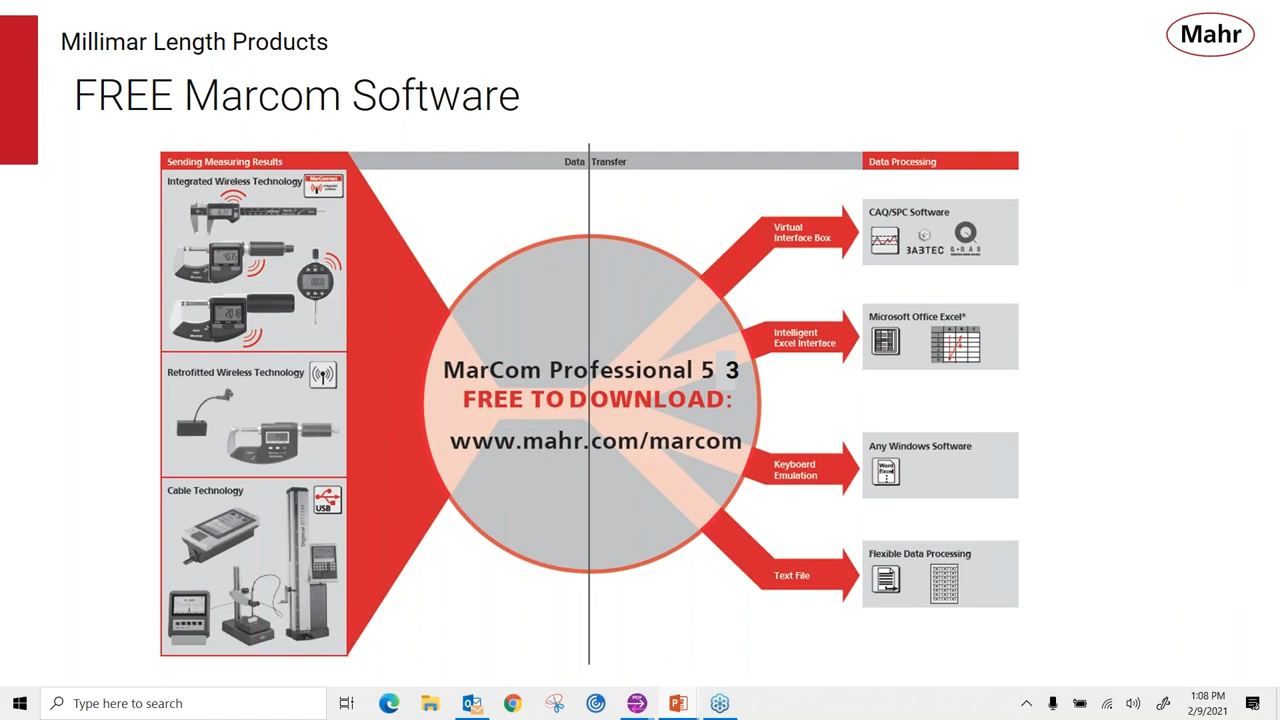 Millimar Length Products
Mahr
FREE Marcom Software
Sending Measuring Results
Data Transfer
Data Processing
Integrated Wireless Technology
MarConnect
Retrofitted Wireless Technology
Cable Technology
USB
MarCom Professional 5 3
FREE TO DOWNLOAD:
www.mahr.com/marcom
Virtual
Interface Box
Intelligent
Excel Interface
Keyboard
Emulation
Text File
CAQ/SPC Software
BABTEC
Q-DAS
Microsoft Office Excel®
Any Windows Software
Word
Excel
Flexible Data Processing
Type here to search
1:08 PM
2/9/2021